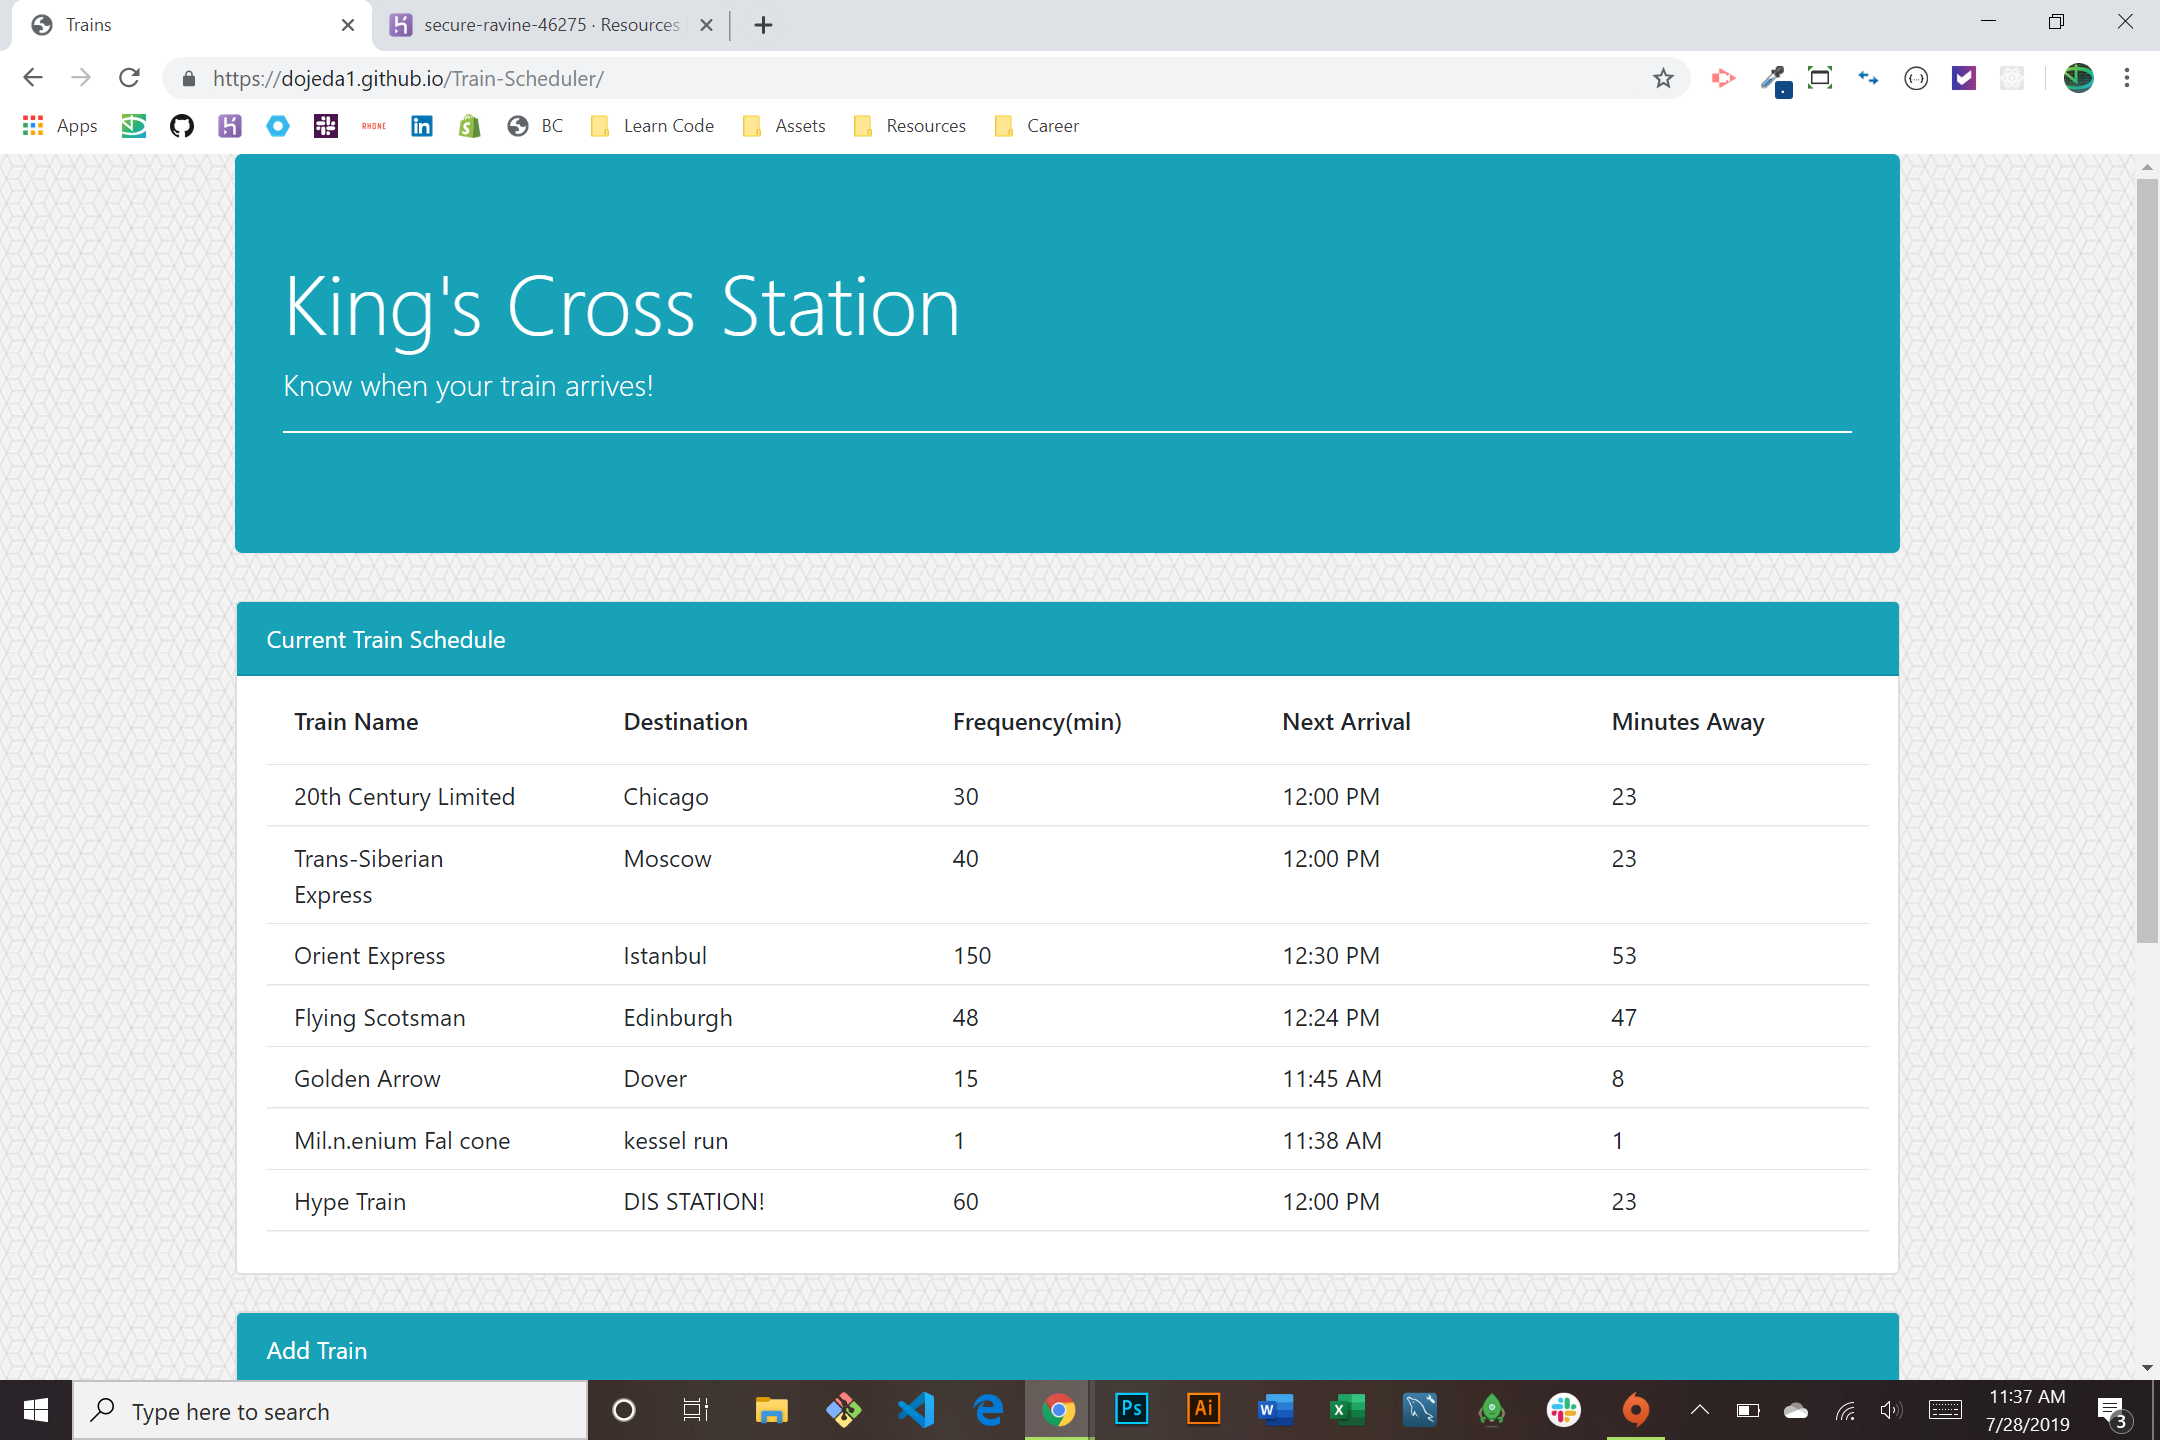 Trains
secure-ravine-46275 · Resources
https://dojeda1.github.io/Train-Scheduler/
Apps
RHONE
BC
Learn Code
Assets
Resources
Career
King's Cross Station
Know when your train arrives!
Current Train Schedule
Train Name Destination Frequency(min) Next Arrival Minutes Away
20th Century Limited Chicago 30 12:00 PM 23
Trans-Siberian Moscow 40 12:00 PM 23
Express
Orient Express Istanbul 150 12:30 PM 53
Flying Scotsman Edinburgh 48 12:24 PM 47
Golden Arrow Dover 15 11:45 AM 8
Mil.n.enium Fal cone kessel run 1 11:38 AM 1
Hype Train DIS STATION! 60 12:00 PM 23
Add Train
Type here to search
Ps
Ai
W
X
11:37 AM
7/28/2019
3